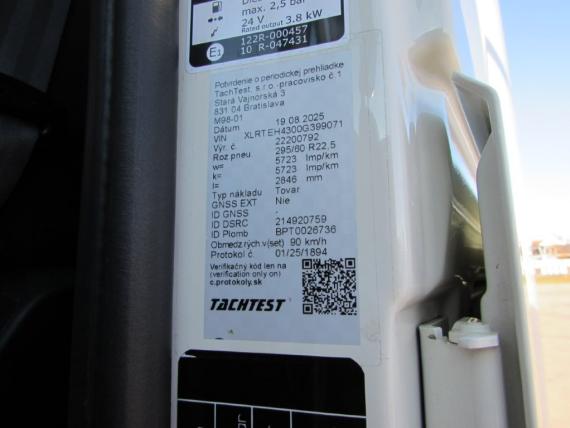 max. 2,5 bar
24 V Rated output 3.8 kW
E1 122R-000457
10 R-047431
Potvrdenie o periodickej prehliadke
TachTest, s.r.o.-pracovisko č.1
Stará Vajnorská 3
831 04 Bratislava
M98-01
Dátum 19.08.2025
VIN XLRTEH4300G399071
Výr. č. 22200792
Roz pneu. 295/60 R22,5
w= 5723 Imp/km
k= 5723 Imp/km
l= 2846 mm
Typ nákladu Tovar
GNSS EXT Nie
ID GNSS -
ID DSRC 214920759
ID Plomb BPT0026736
Obmedz rých.v(set) 90 km/h
Protokol č. 01/25/1894
Verifikačný kód len na
(verification only on)
c.protokoly.sk
TACHTEST